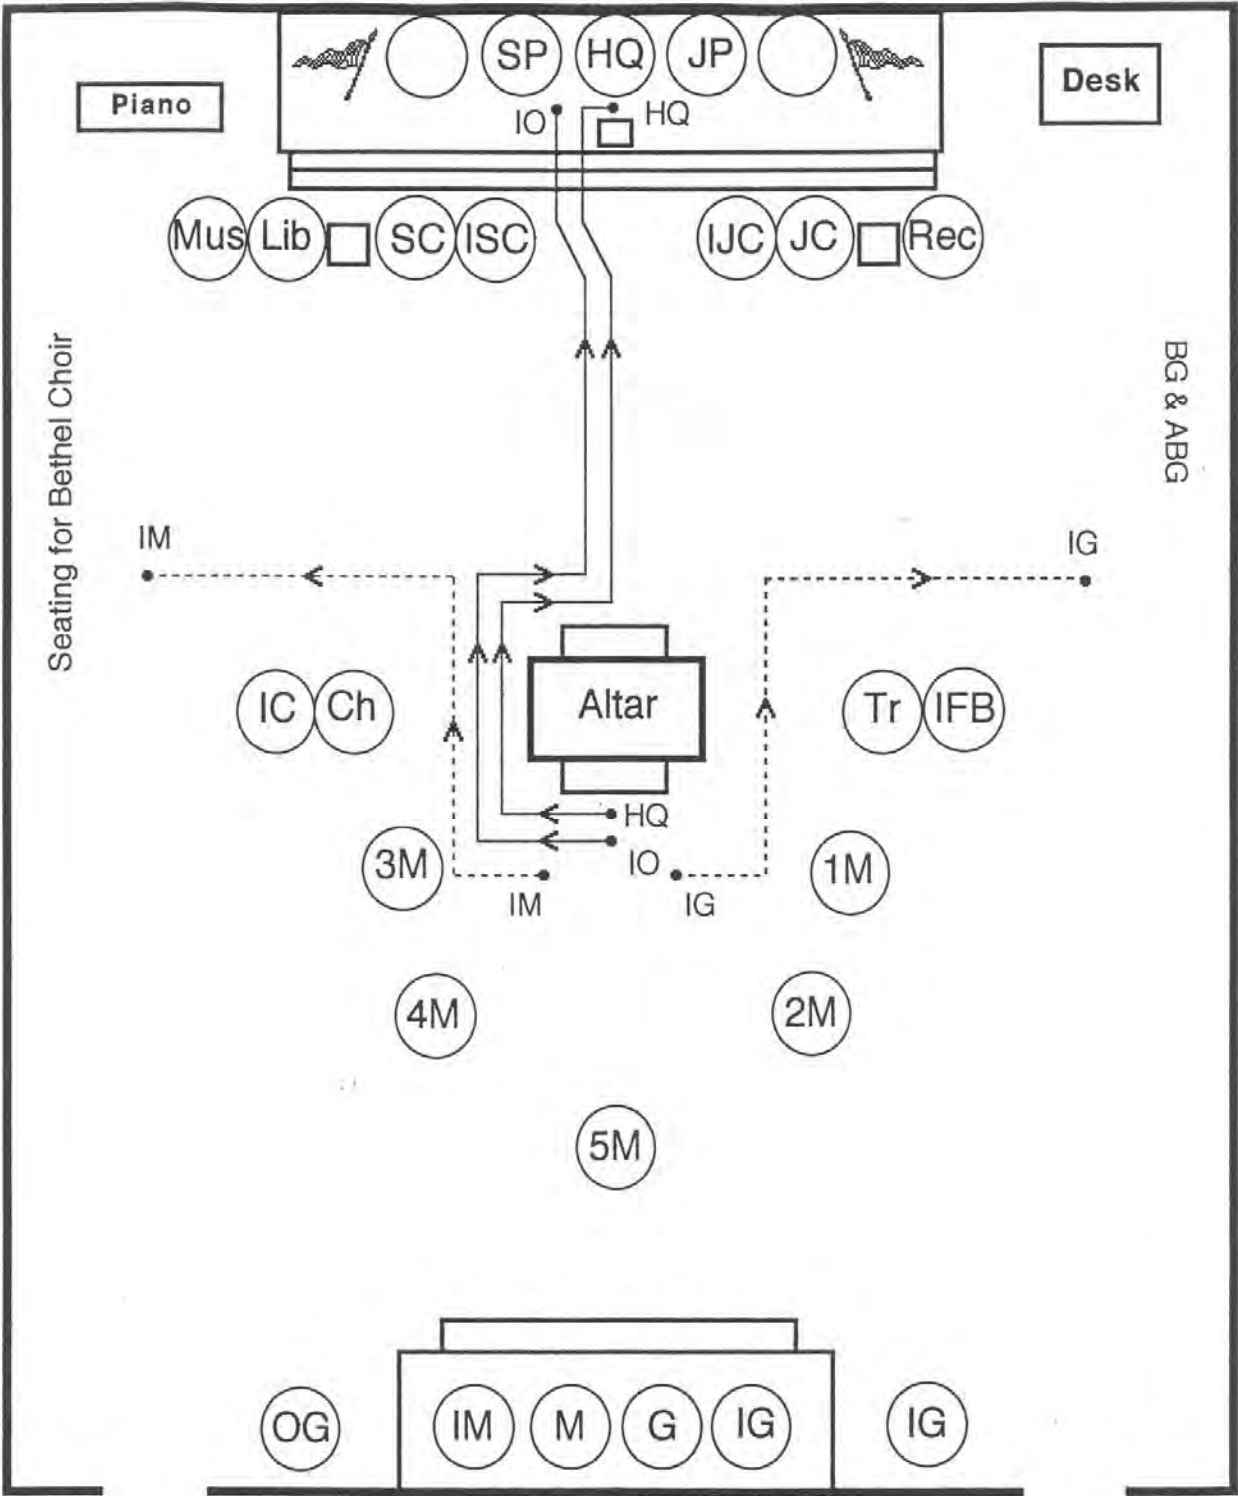 SP
HQ
JP
Piano
Desk
IO
HQ
Mus
Lib
SC
ISC
IJC
JC
Rec
Seating for Bethel Choir
BG & ABG
IM
IG
IC
Ch
Altar
Tr
IFB
HQ
3M
IO
1M
IM
IG
4M
2M
5M
OG
IM
M
G
IG
IG